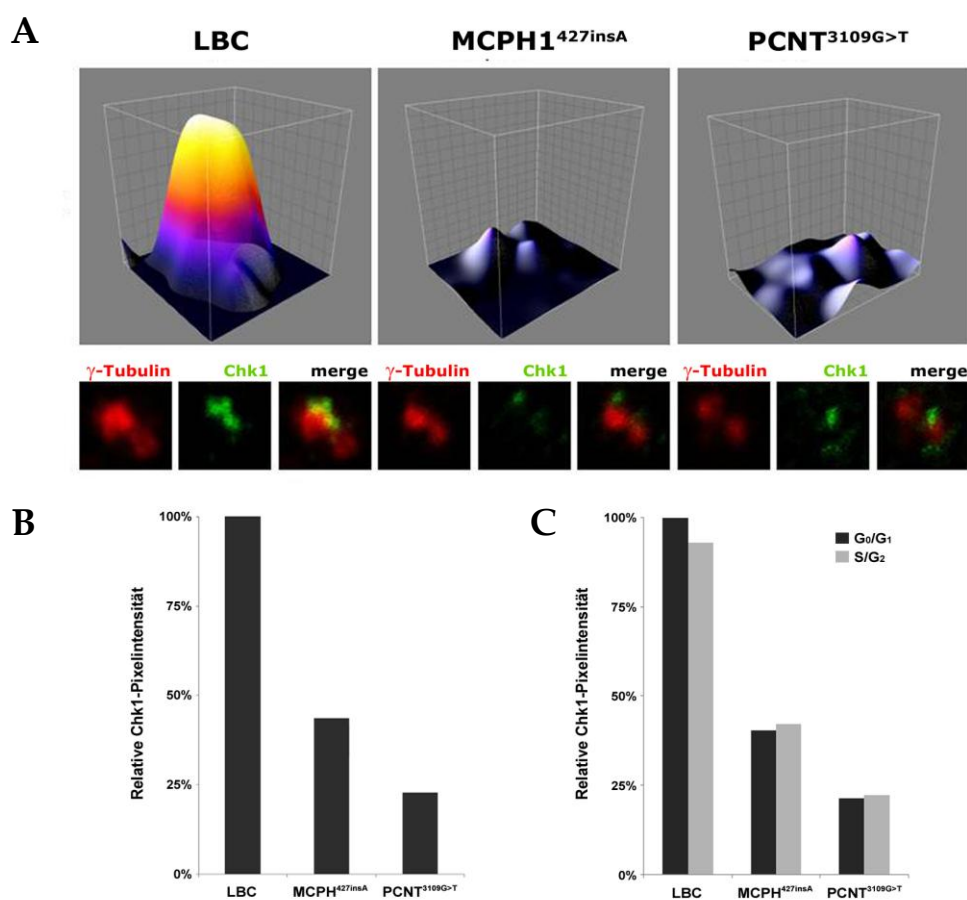 A
LBC MCPH1427insA PCNT3109G>T
γ-Tubulin Chk1 merge γ-Tubulin Chk1 merge γ-Tubulin Chk1 merge
B
Relative Chk1-Pixelintensität
100%
75%
50%
25%
0%
LBC MCPH427insA PCNT3109G>T
C
Relative Chk1-Pixelintensität
100%
75%
50%
25%
0%
G0/G1
S/G2
LBC MCPH427insA PCNT3109G>T